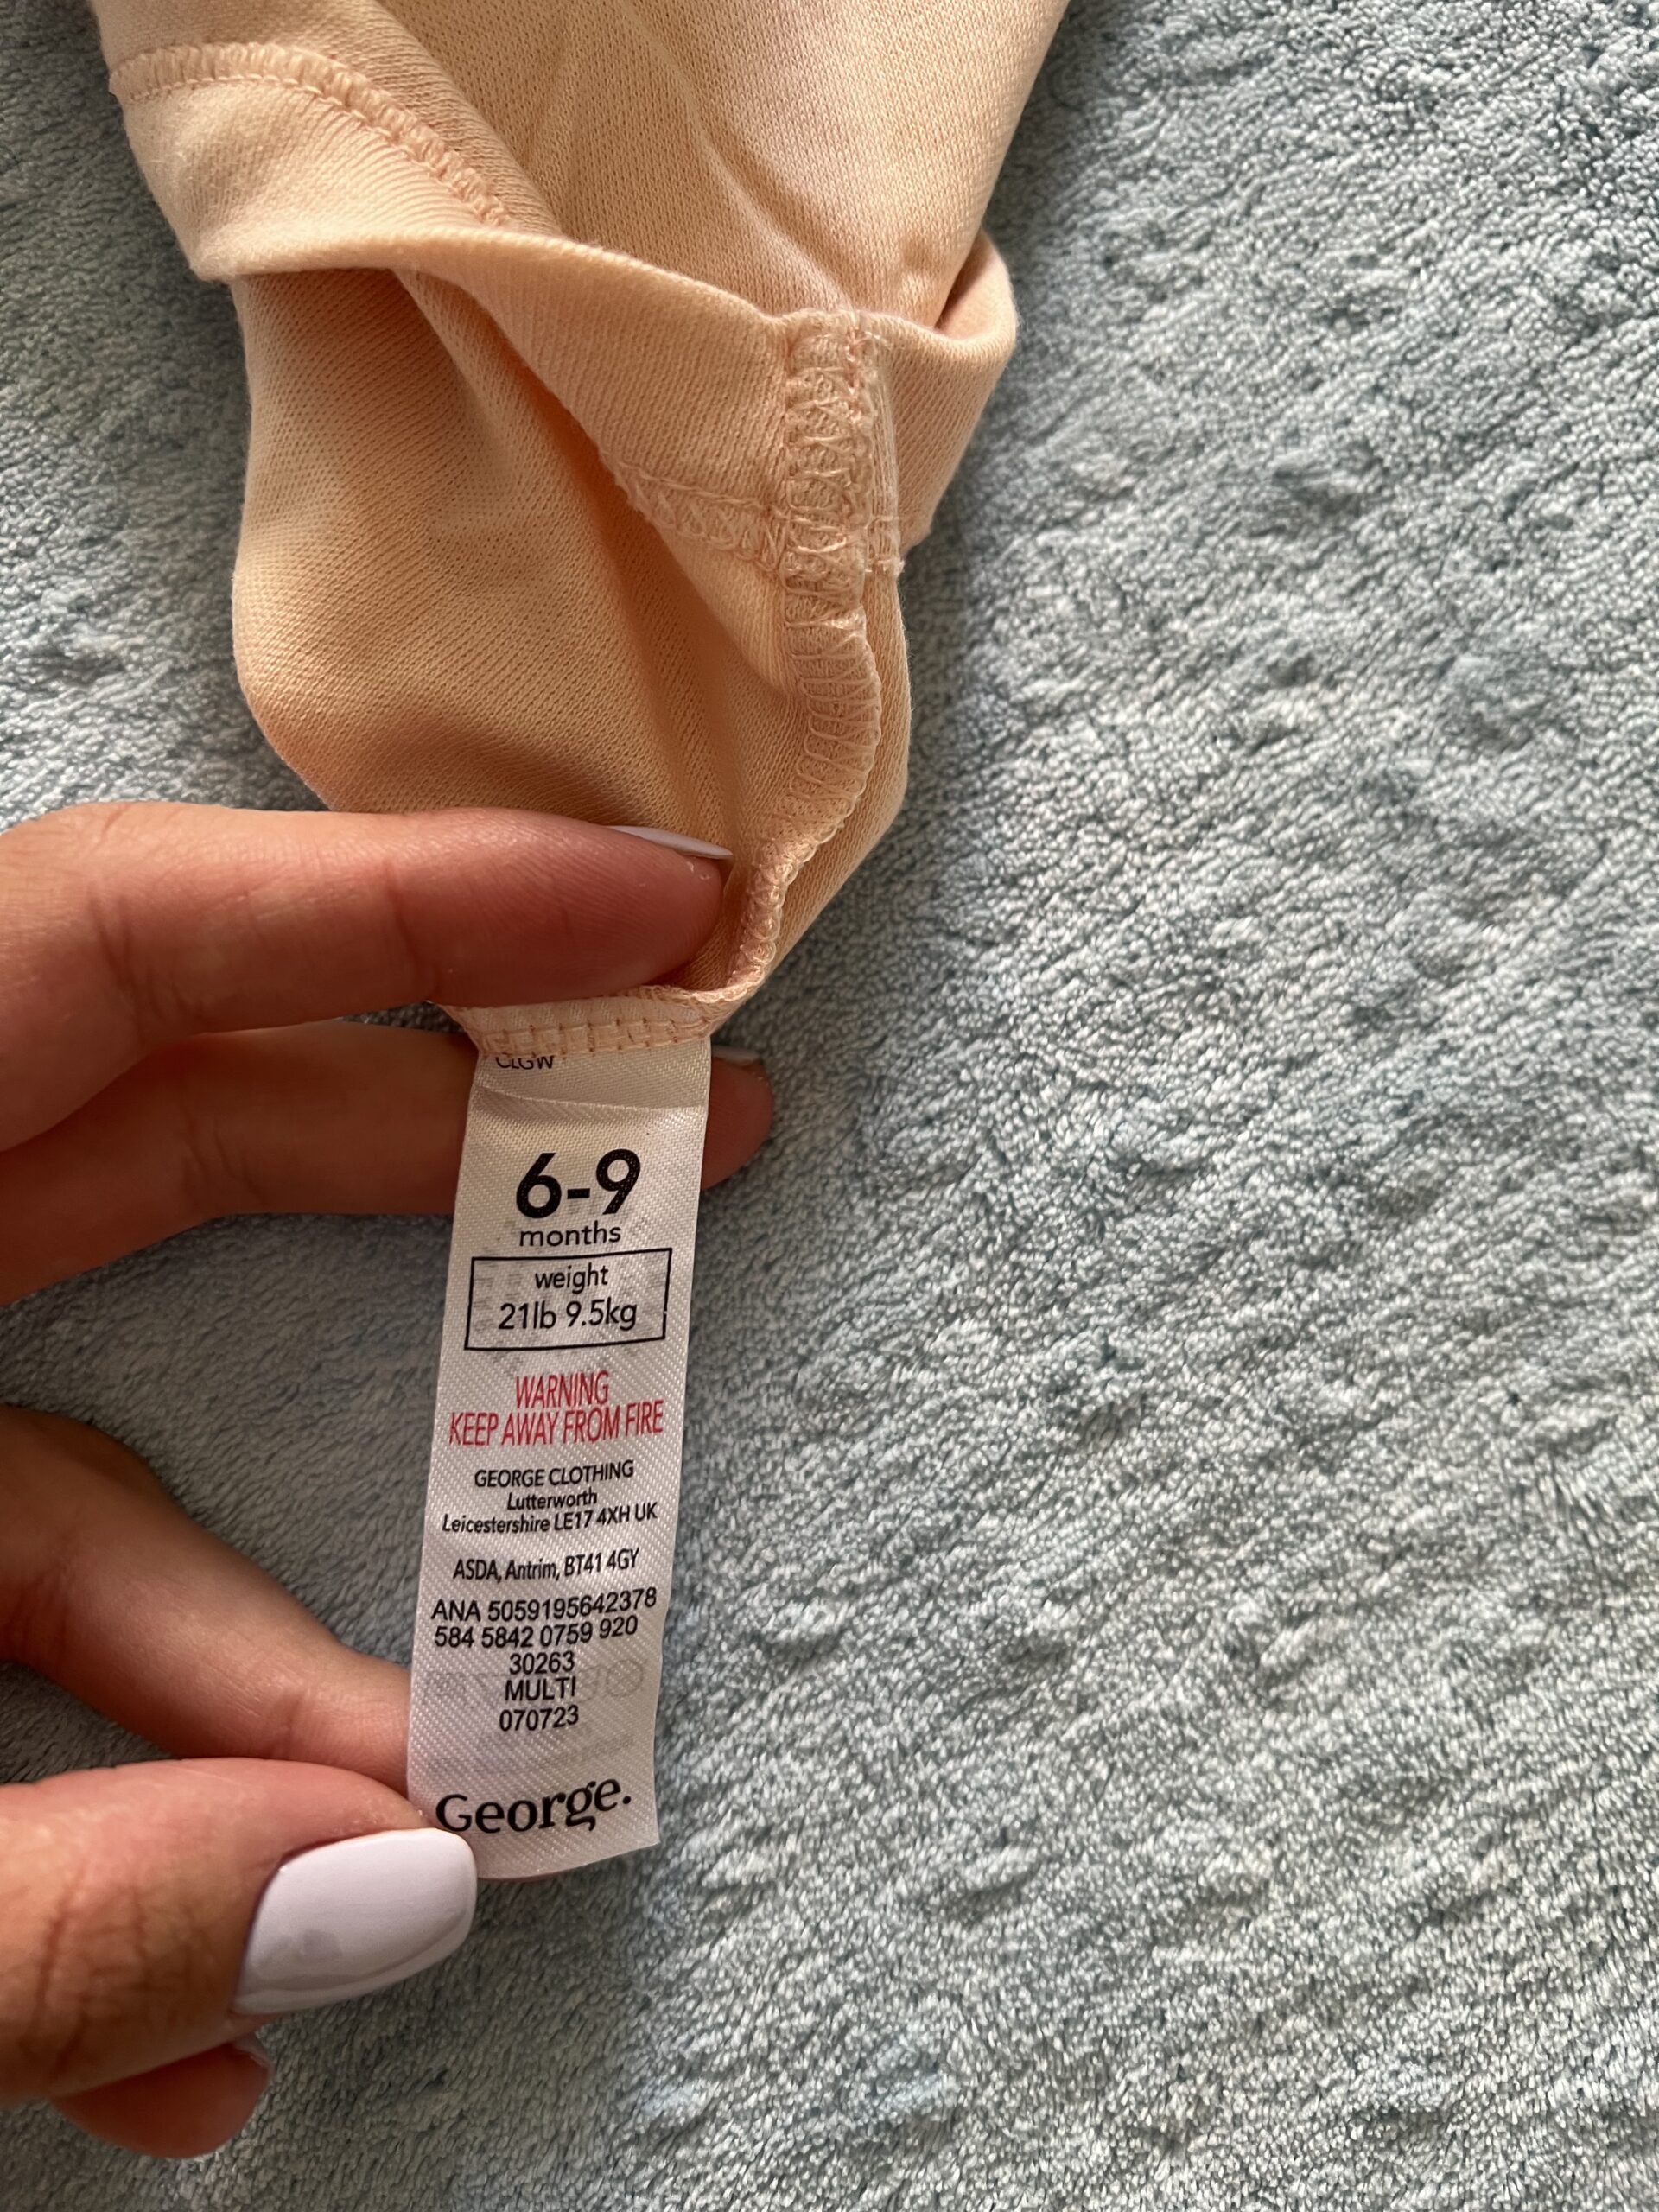 CLGW
6-9
months
weight
21lb 9.5kg
WARNING
KEEP AWAY FROM FIRE
GEORGE CLOTHING
Lutterworth
Leicestershire LE17 4XH UK
ASDA, Antrim, BT41 4GY
ANA 5059195642378
584 5842 0759 920
30263
MULTI
070723
George.